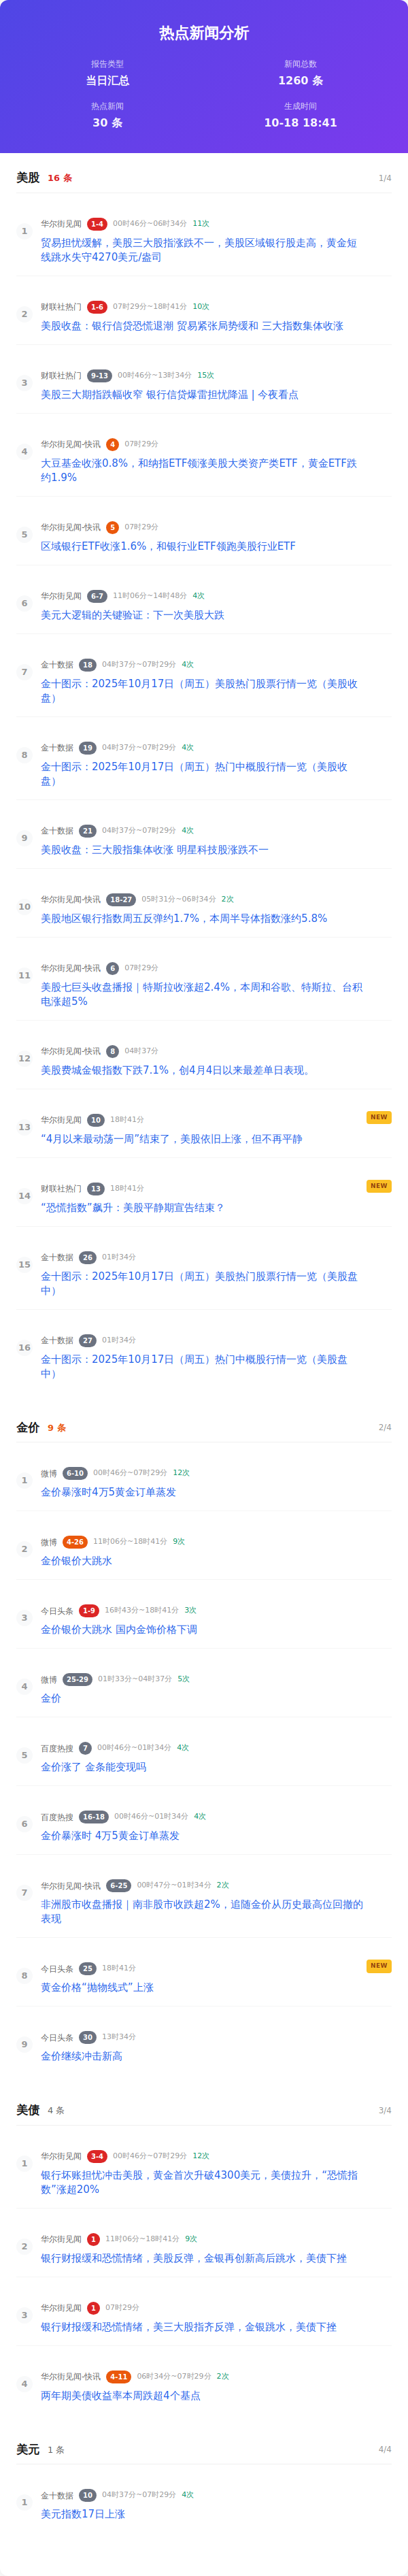 热点新闻分析
报告类型
当日汇总
新闻总数
1260 条
热点新闻
30 条
生成时间
10-18 18:41
美股 16 条 1/4
1
华尔街见闻 1-4 00时46分~06时34分 11次
贸易担忧缓解，美股三大股指涨跌不一，美股区域银行股走高，黄金短
线跳水失守4270美元/盎司
2
财联社热门 1-6 07时29分~18时41分 10次
美股收盘：银行信贷恐慌退潮 贸易紧张局势缓和 三大指数集体收涨
3
财联社热门 9-13 00时46分~13时34分 15次
美股三大期指跌幅收窄 银行信贷爆雷担忧降温 | 今夜看点
4
华尔街见闻-快讯 4 07时29分
大豆基金收涨0.8%，和纳指ETF领涨美股大类资产类ETF，黄金ETF跌
约1.9%
5
华尔街见闻-快讯 5 07时29分
区域银行ETF收涨1.6%，和银行业ETF领跑美股行业ETF
6
华尔街见闻 6-7 11时06分~14时48分 4次
美元大逻辑的关键验证：下一次美股大跌
7
金十数据 18 04时37分~07时29分 4次
金十图示：2025年10月17日（周五）美股热门股票行情一览（美股收
盘）
8
金十数据 19 04时37分~07时29分 4次
金十图示：2025年10月17日（周五）热门中概股行情一览（美股收
盘）
9
金十数据 21 04时37分~07时29分 4次
美股收盘：三大股指集体收涨 明星科技股涨跌不一
10
华尔街见闻-快讯 18-27 05时31分~06时34分 2次
美股地区银行指数周五反弹约1.7%，本周半导体指数涨约5.8%
11
华尔街见闻-快讯 6 07时29分
美股七巨头收盘播报｜特斯拉收涨超2.4%，本周和谷歌、特斯拉、台积
电涨超5%
12
华尔街见闻-快讯 8 04时37分
美股费城金银指数下跌7.1%，创4月4日以来最差单日表现。
13
华尔街见闻 10 18时41分 NEW
“4月以来最动荡一周”结束了，美股依旧上涨，但不再平静
14
财联社热门 13 18时41分 NEW
“恐慌指数”飙升：美股平静期宣告结束？
15
金十数据 26 01时34分
金十图示：2025年10月17日（周五）美股热门股票行情一览（美股盘
中）
16
金十数据 27 01时34分
金十图示：2025年10月17日（周五）热门中概股行情一览（美股盘
中）
金价 9 条 2/4
1
微博 6-10 00时46分~07时29分 12次
金价暴涨时4万5黄金订单蒸发
2
微博 4-26 11时06分~18时41分 9次
金价银价大跳水
3
今日头条 1-9 16时43分~18时41分 3次
金价银价大跳水 国内金饰价格下调
4
微博 25-29 01时33分~04时37分 5次
金价
5
百度热搜 7 00时46分~01时34分 4次
金价涨了 金条能变现吗
6
百度热搜 16-18 00时46分~01时34分 4次
金价暴涨时 4万5黄金订单蒸发
7
华尔街见闻-快讯 6-25 00时47分~01时34分 2次
非洲股市收盘播报｜南非股市收跌超2%，追随金价从历史最高位回撤的
表现
8
今日头条 25 18时41分 NEW
黄金价格“抛物线式”上涨
9
今日头条 30 13时34分
金价继续冲击新高
美债 4 条 3/4
1
华尔街见闻 3-4 00时46分~07时29分 12次
银行坏账担忧冲击美股，黄金首次升破4300美元，美债拉升，“恐慌指
数”涨超20%
2
华尔街见闻 1 11时06分~18时41分 9次
银行财报缓和恐慌情绪，美股反弹，金银再创新高后跳水，美债下挫
3
华尔街见闻 1 07时29分
银行财报缓和恐慌情绪，美三大股指齐反弹，金银跳水，美债下挫
4
华尔街见闻-快讯 4-11 06时34分~07时29分 2次
两年期美债收益率本周跌超4个基点
美元 1 条 4/4
1
金十数据 10 04时37分~07时29分 4次
美元指数17日上涨